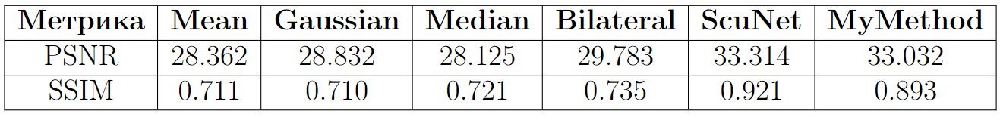 Метрика Mean Gaussian Median Bilateral ScuNet MyMethod
PSNR 28.362 28.832 28.125 29.783 33.314 33.032
SSIM 0.711 0.710 0.721 0.735 0.921 0.893